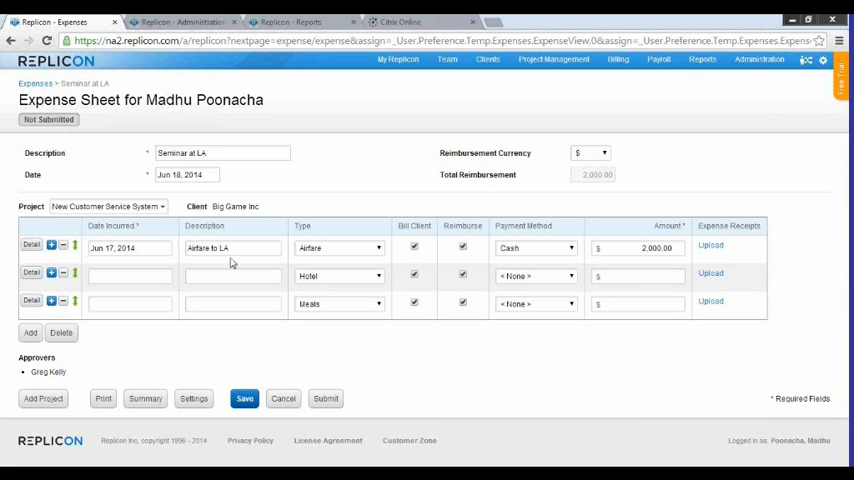 Replicon - Expenses
Replicon - Administration
Replicon - Reports
Citrix Online
https://na2.replicon.com/a/replicon?nextpage=expense/expense&assign=_User.Preference.Temp.Expenses.ExpenseView,0&assign=_User.Preference.Temp.Expenses.Expens
REPLICON
My Replicon Team Clients Project Management Billing Payroll Reports Administration
Free Trial
Expenses > Seminar at LA
Expense Sheet for Madhu Poonacha
Not Submitted
Description * Seminar at LA Reimbursement Currency $
Date * Jun 18, 2014 Total Reimbursement 2,000.00
Project New Customer Service System Client Big Game Inc
Date Incurred * Description Type Bill Client Reimburse Payment Method Amount * Expense Receipts
Detail Jun 17, 2014 Airfare to LA Airfare Cash $ 2,000.00 Upload
Detail Hotel < None > $ Upload
Detail Meals < None > $ Upload
Add Delete
Approvers
• Greg Kelly
Add Project Print Summary Settings Save Cancel Submit * Required Fields
REPLICON Replicon Inc, copyright 1996 - 2014 Privacy Policy License Agreement Customer Zone Logged in as: Poonacha, Madhu